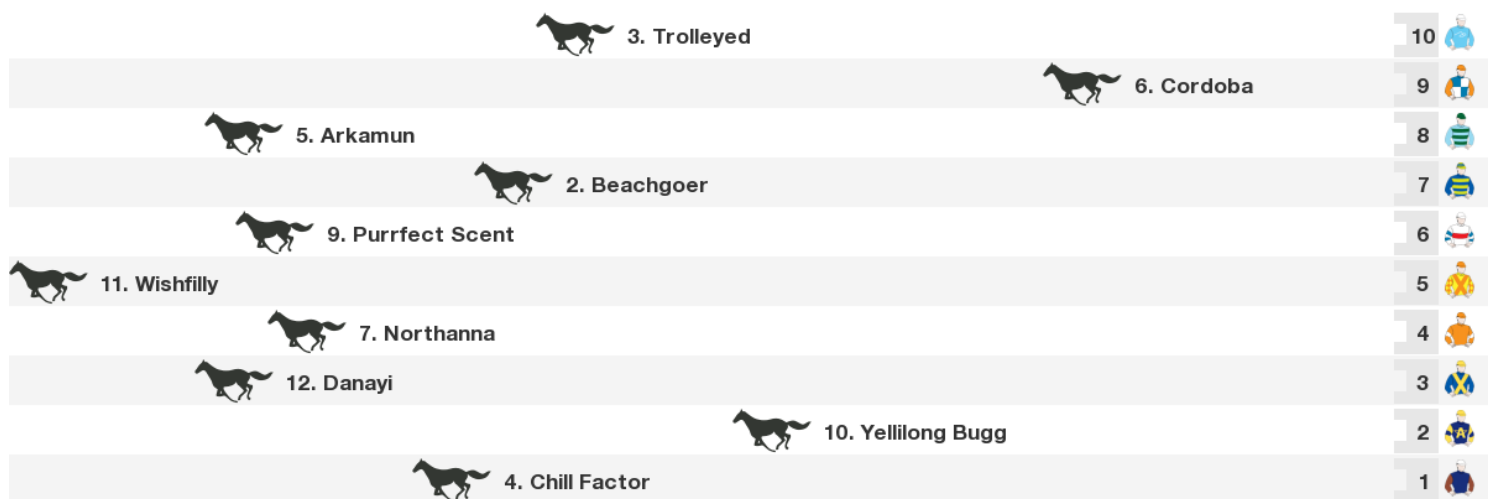 3. Trolleyed 10
6. Cordoba 9
5. Arkamun 8
2. Beachgoer 7
9. Purrfect Scent 6
11. Wishfilly 5
7. Northanna 4
12. Danayi 3
10. Yellilong Bugg 2
A
4. Chill Factor 1